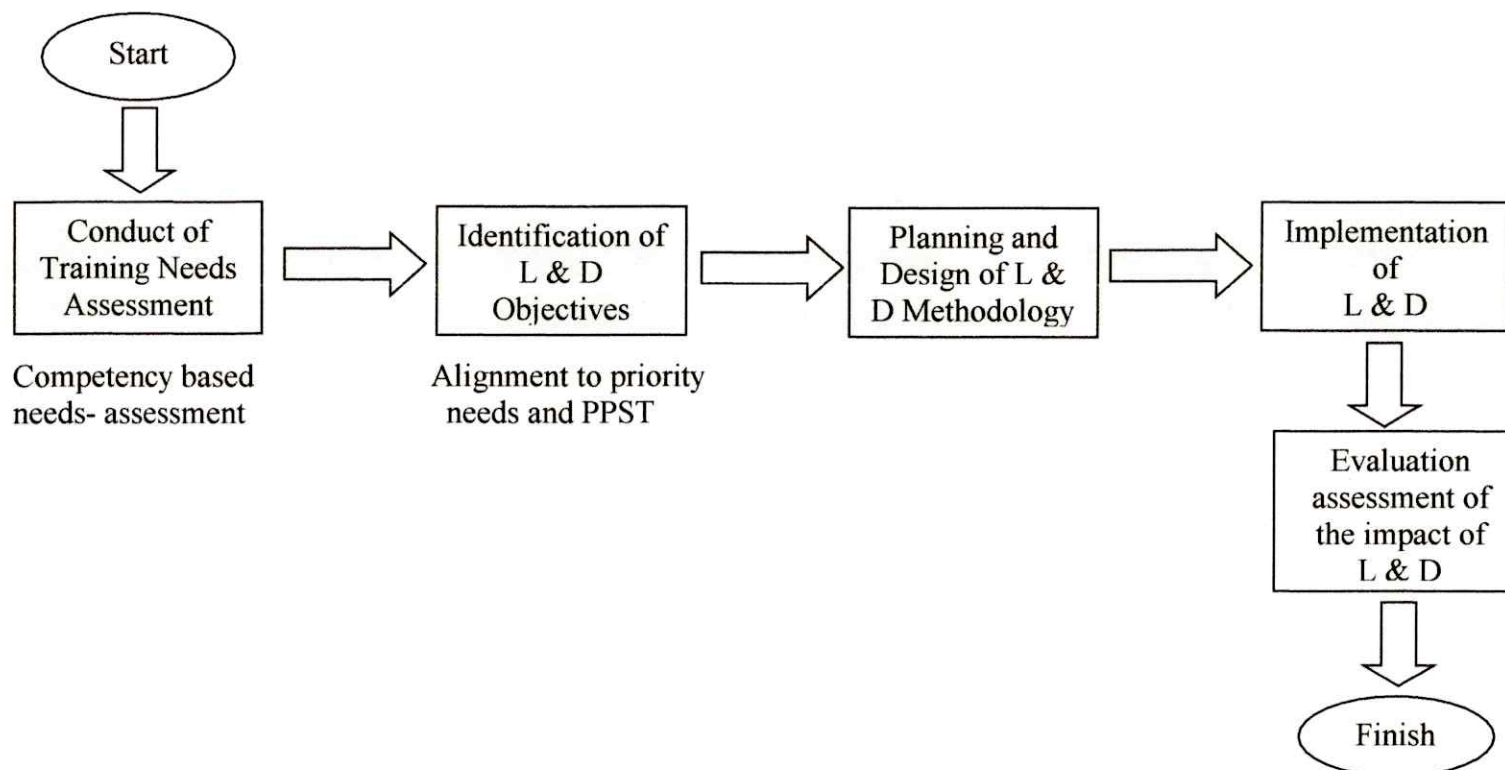 Start
Conduct of
Training Needs
Assessment
Competency based
needs- assessment
Identification of
L & D
Objectives
Alignment to priority
needs and PPST
Planning and
Design of L &
D Methodology
Implementation
of
L & D
Evaluation
assessment of
the impact of
L & D
Finish